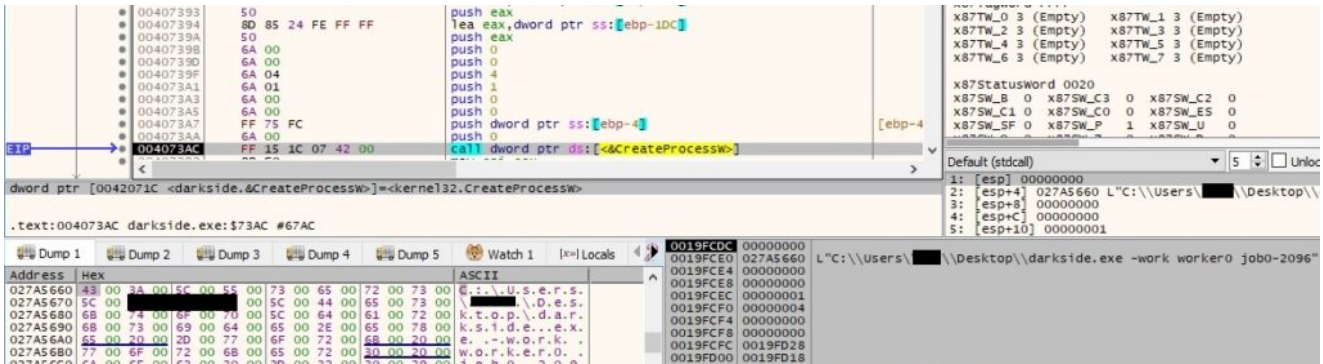 00407393 50 push eax
00407394 8D 85 24 FE FF FF lea eax,dword ptr ss:[ebp-1DC]
0040739A 50 push eax
0040739B 6A 00 push 0
0040739D 6A 00 push 0
0040739F 6A 04 push 4
004073A1 6A 01 push 1
004073A3 6A 00 push 0
004073A5 6A 00 push 0
004073A7 FF 75 FC push dword ptr ss:[ebp-4] [ebp-4
004073AA 6A 00 push 0
EIP 004073AC FF 15 1C 07 42 00 call dword ptr ds:[<&CreateProcessW>]
dword ptr [0042071C <darkside.&CreateProcessW>]=<kernel32.CreateProcessW>
.text:004073AC darkside.exe:$73AC #67AC
x87TW_0 3 (Empty) x87TW_1 3 (Empty)
x87TW_2 3 (Empty) x87TW_3 3 (Empty)
x87TW_4 3 (Empty) x87TW_5 3 (Empty)
x87TW_6 3 (Empty) x87TW_7 3 (Empty)
x87StatusWord 0020
x87SW_B 0 x87SW_C3 0 x87SW_C2 0
x87SW_C1 0 x87SW_C0 0 x87SW_ES 0
x87SW_SF 0 x87SW_P 1 x87SW_U 0
Default (stdcall) 5 Unloc
1: [esp] 00000000
2: [esp+4] 027A5660 L"C:\\Users\ \\Desktop\\
3: [esp+8] 00000000
4: [esp+C] 00000000
5: [esp+10] 00000001
Dump 1 Dump 2 Dump 3 Dump 4 Dump 5 Watch 1 [x=] Locals
Address Hex ASCII
027A5660 43 00 3A 00 5C 00 55 00 73 00 65 00 72 00 73 00 C.:.\.U.s.e.r.s.
027A5670 5C 00 00 5C 00 44 00 65 00 73 00 \ .\.D.e.s.
027A5680 6B 00 74 00 6F 00 70 00 5C 00 64 00 61 00 72 00 k.t.o.p.\.d.a.r.
027A5690 6B 00 73 00 69 00 64 00 65 00 2E 00 65 00 78 00 k.s.i.d.e...e.x.
027A56A0 65 00 20 00 2D 00 77 00 6F 00 72 00 6B 00 20 00 e. .-.w.o.r.k. .
027A56B0 77 00 6F 00 72 00 6B 00 65 00 72 00 30 00 20 00 w.o.r.k.e.r.0. .
0019FCDC 00000000
0019FCE0 027A5660 L"C:\\Users\ \\Desktop\\darkside.exe -work worker0 job0-2096"
0019FCE4 00000000
0019FCE8 00000000
0019FCEC 00000001
0019FCF0 00000004
0019FCF4 00000000
0019FCF8 00000000
0019FCFC 0019FD28
0019FD00 0019FD18